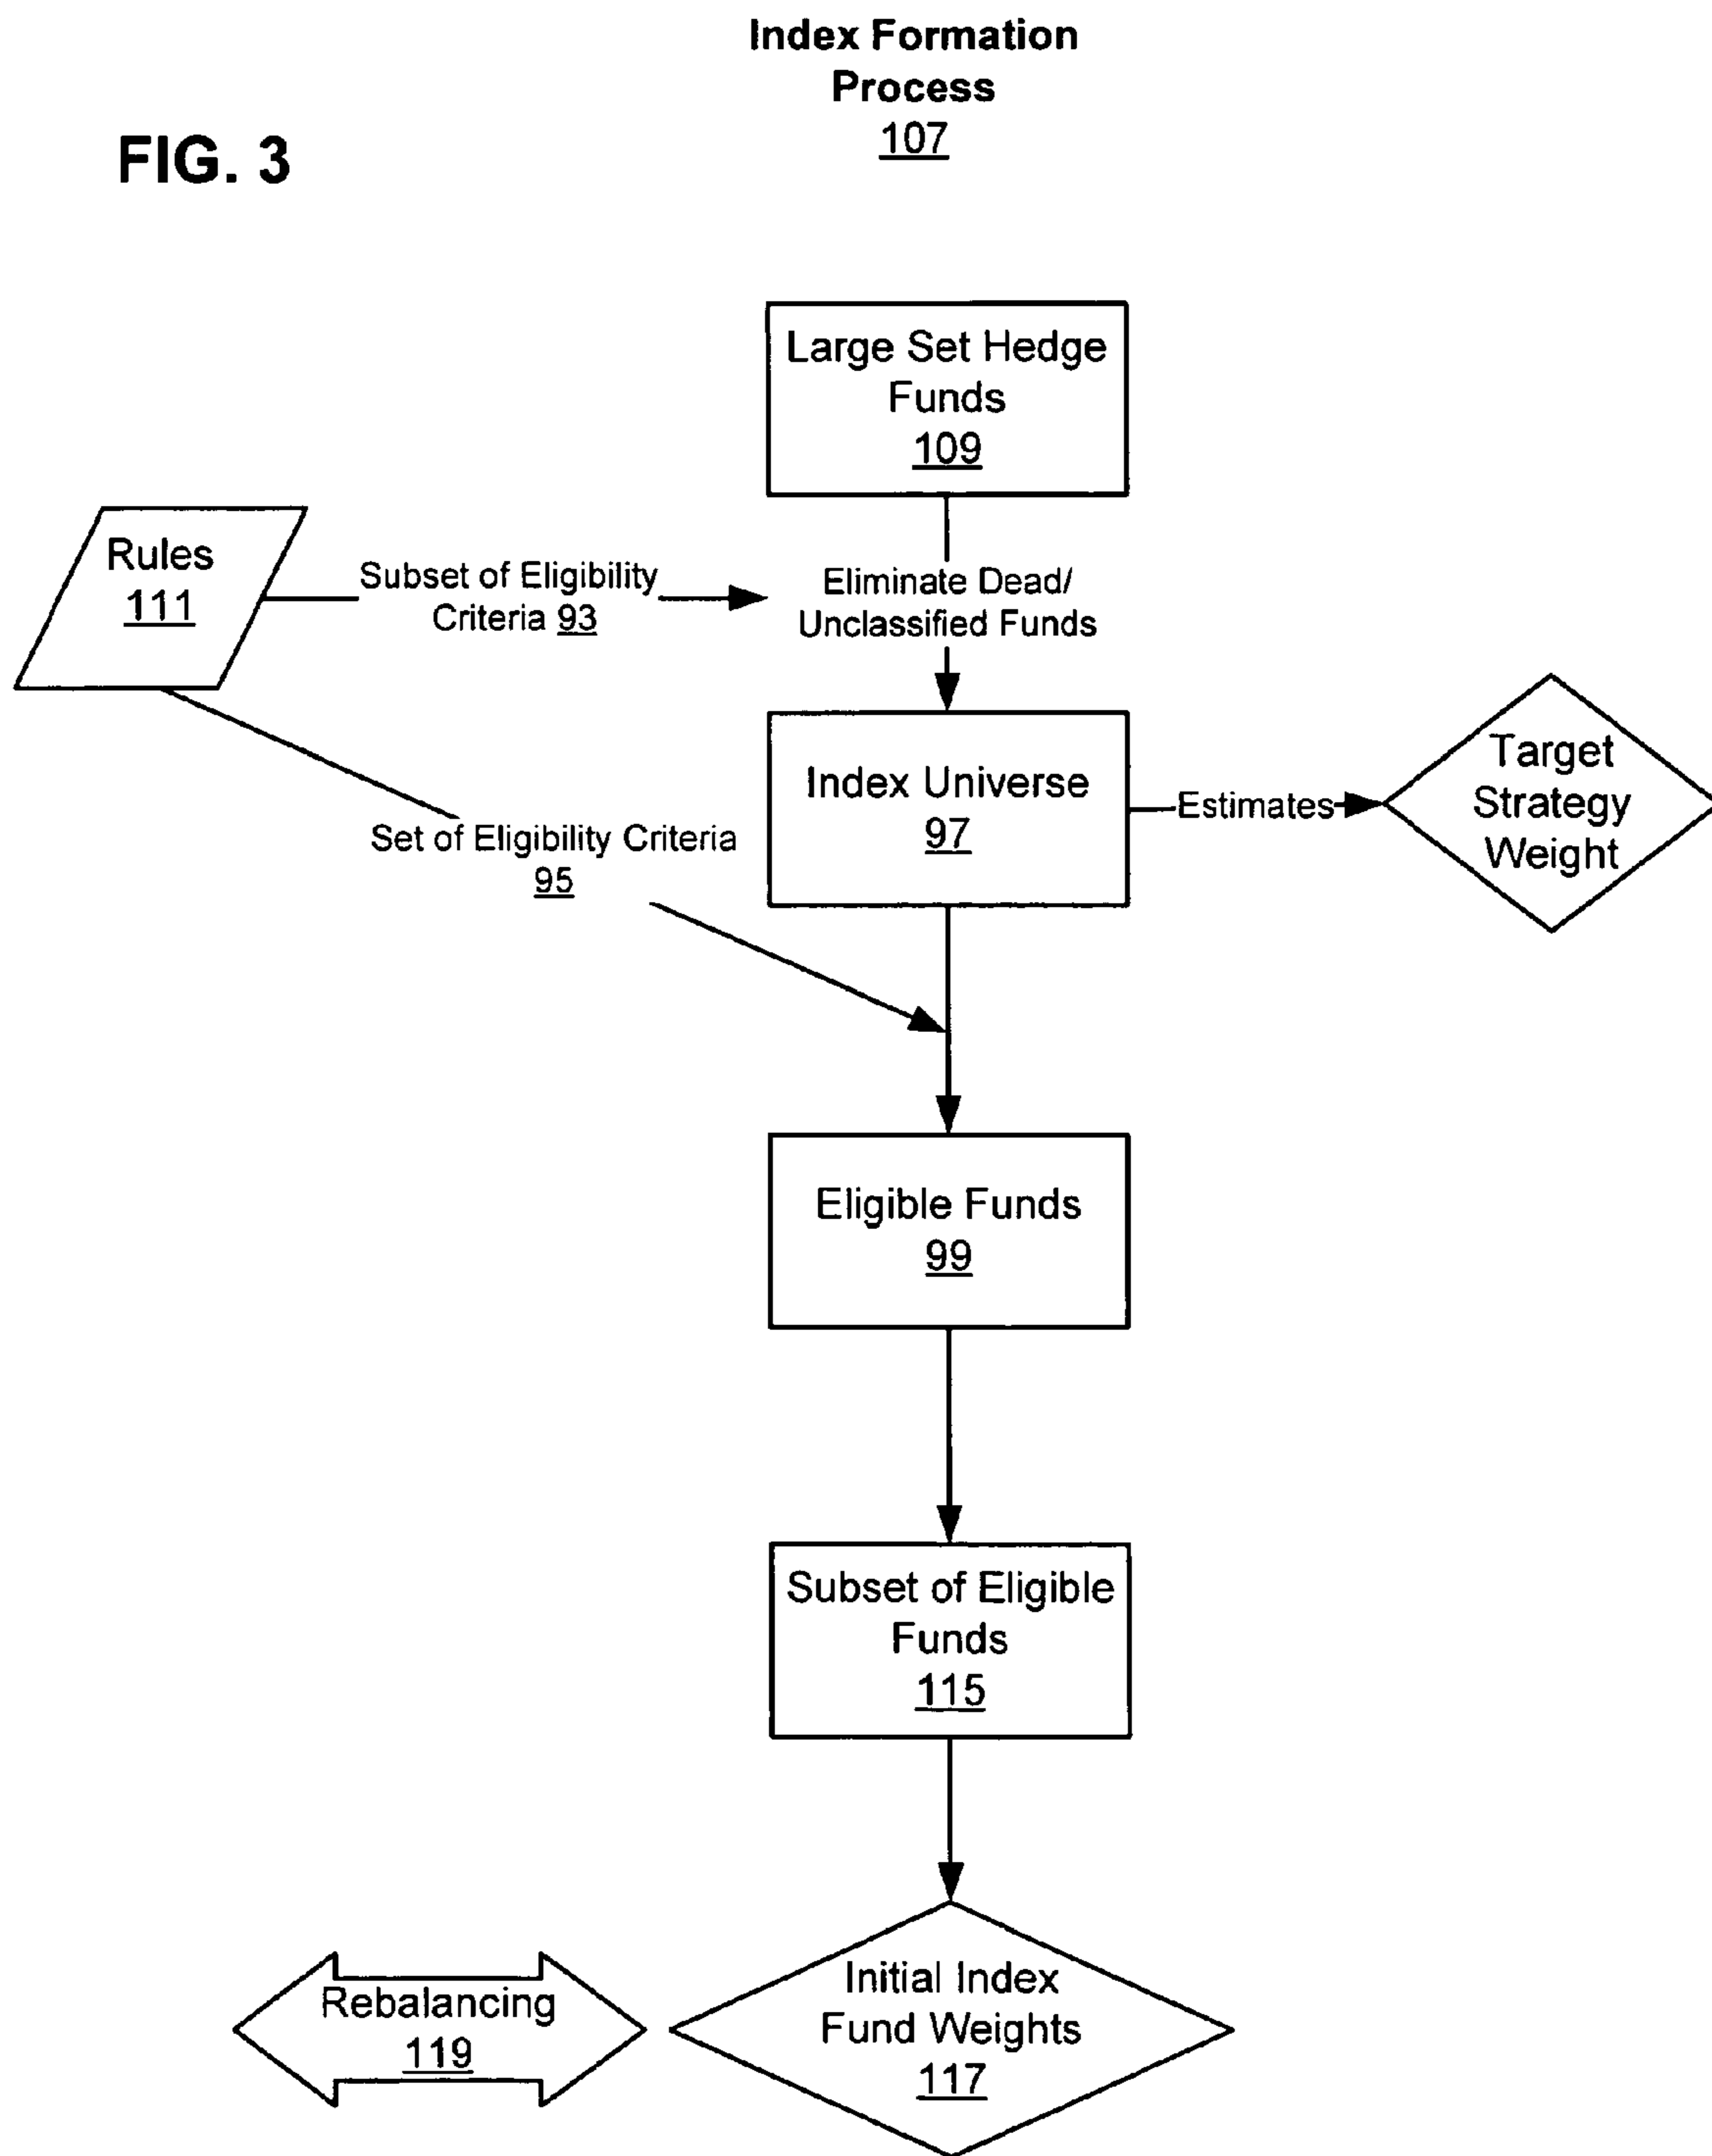 Index Formation
Process
107
FIG. 3
Large Set Hedge
Funds
109
Rules
111
Subset of Eligibility
Criteria 93
Eliminate Dead/
Unclassified Funds
Index Universe
97
Estimates
Target
Strategy
Weight
Set of Eligibility Criteria
95
Eligible Funds
99
Subset of Eligible
Funds
115
Initial Index
Fund Weights
117
Rebalancing
119